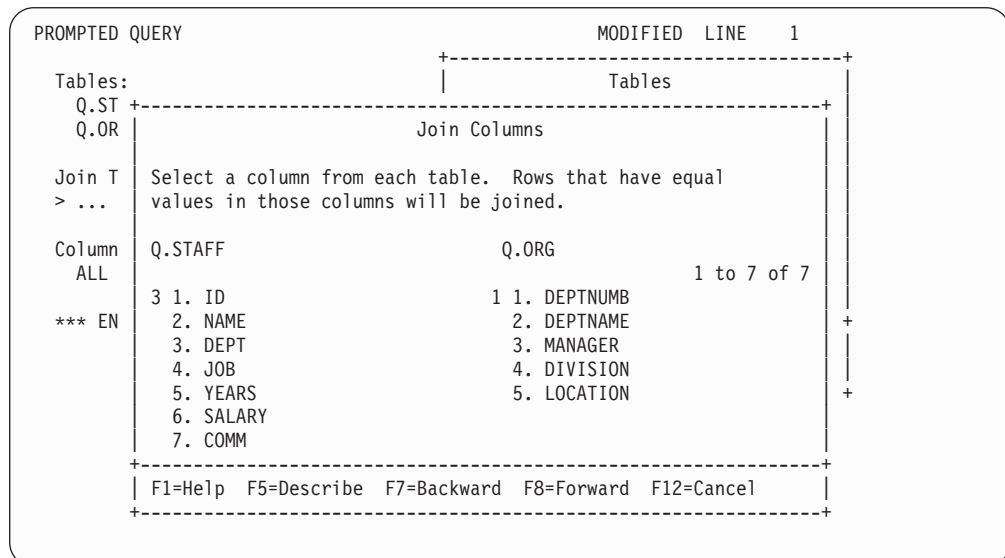 PROMPTED QUERY MODIFIED LINE 1
+-------------------------------------+
Tables: | Tables |
Q.ST +----------------------------------------------------------------+ |
Q.OR | Join Columns | |
| | |
Join T | Select a column from each table. Rows that have equal | |
> ... | values in those columns will be joined. | |
| | |
Column | Q.STAFF Q.ORG | |
ALL | 1 to 7 of 7 | |
| 3 1. ID 1 1. DEPTNUMB | |
*** EN | 2. NAME 2. DEPTNAME | +
| 3. DEPT 3. MANAGER | |
| 4. JOB 4. DIVISION | |
| 5. YEARS 5. LOCATION | +
| 6. SALARY |
| 7. COMM |
+----------------------------------------------------------------+
| F1=Help F5=Describe F7=Backward F8=Forward F12=Cancel |
+----------------------------------------------------------------+